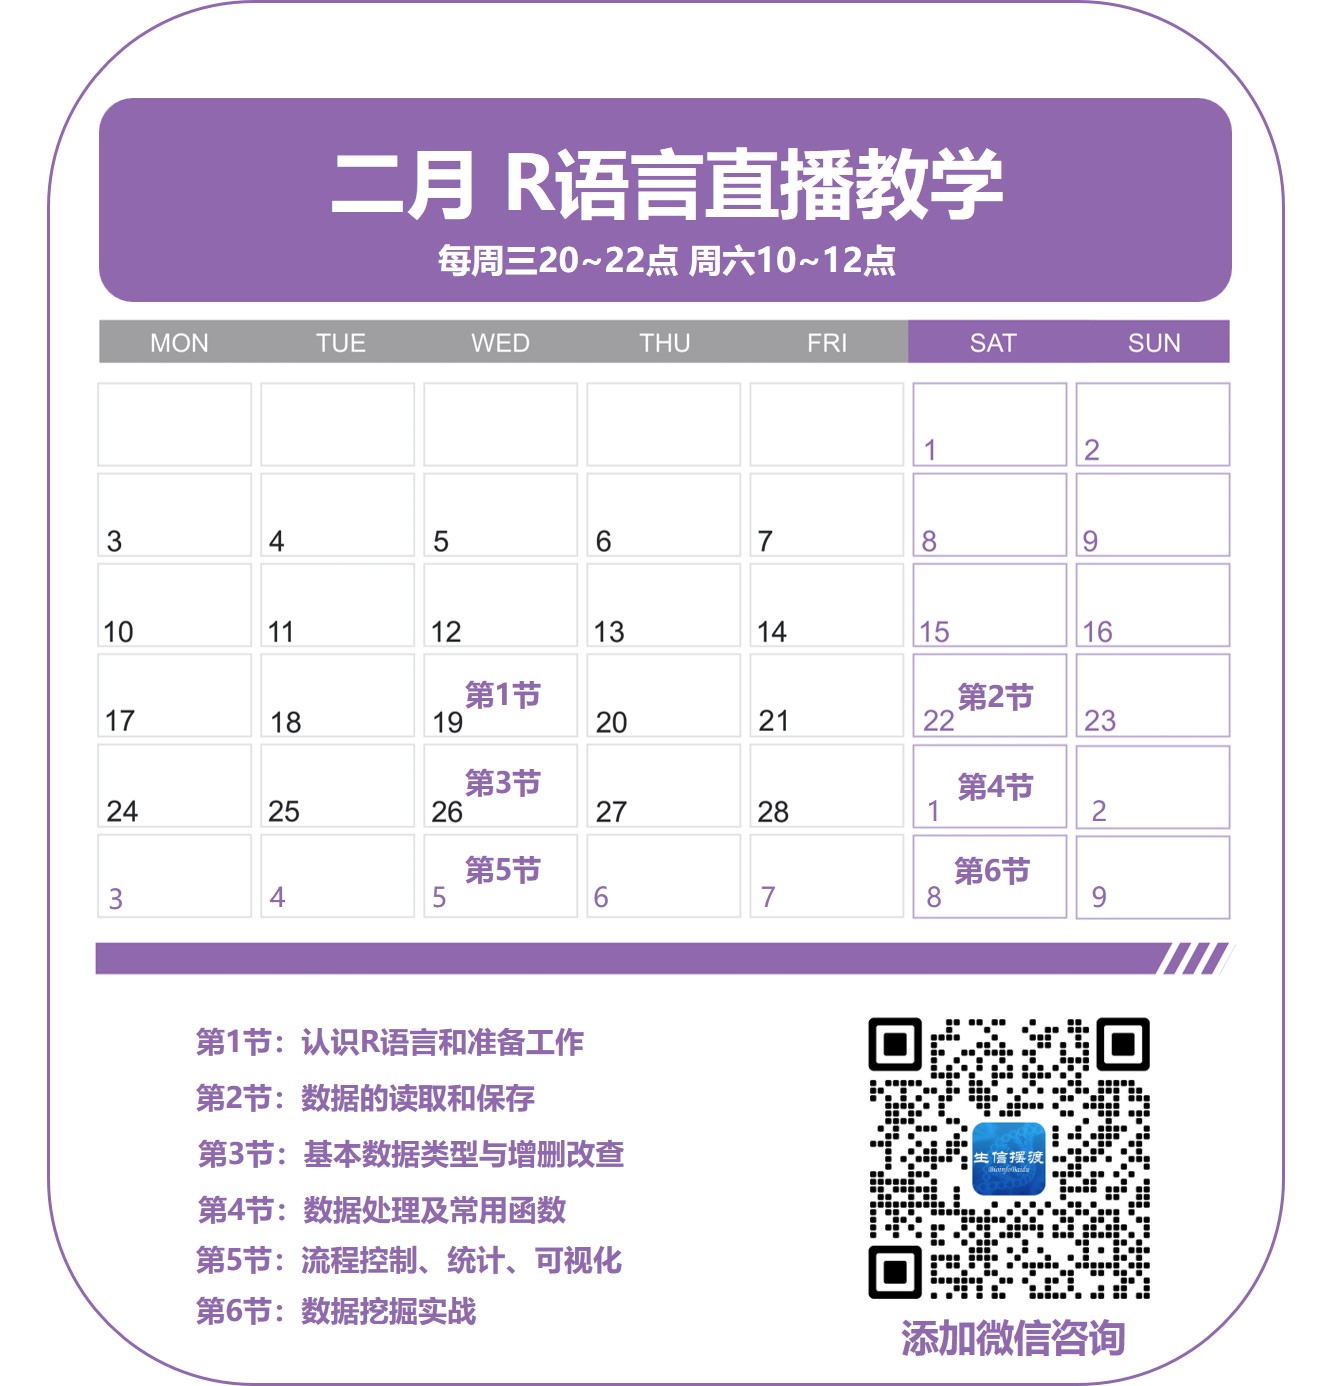 二月 R语言直播教学
每周三20~22点 周六10~12点
MON TUE WED THU FRI SAT SUN
1 2
3 4 5 6 7 8 9
10 11 12 13 14 15 16
第1节 第2节
17 18 19 20 21 22 23
第3节 第4节
24 25 26 27 28 1 2
第5节 第6节
3 4 5 6 7 8 9
第1节：认识R语言和准备工作
第2节：数据的读取和保存
第3节：基本数据类型与增删改查
第4节：数据处理及常用函数
第5节：流程控制、统计、可视化
第6节：数据挖掘实战
生信摆渡
BioinfoBaidu
添加微信咨询